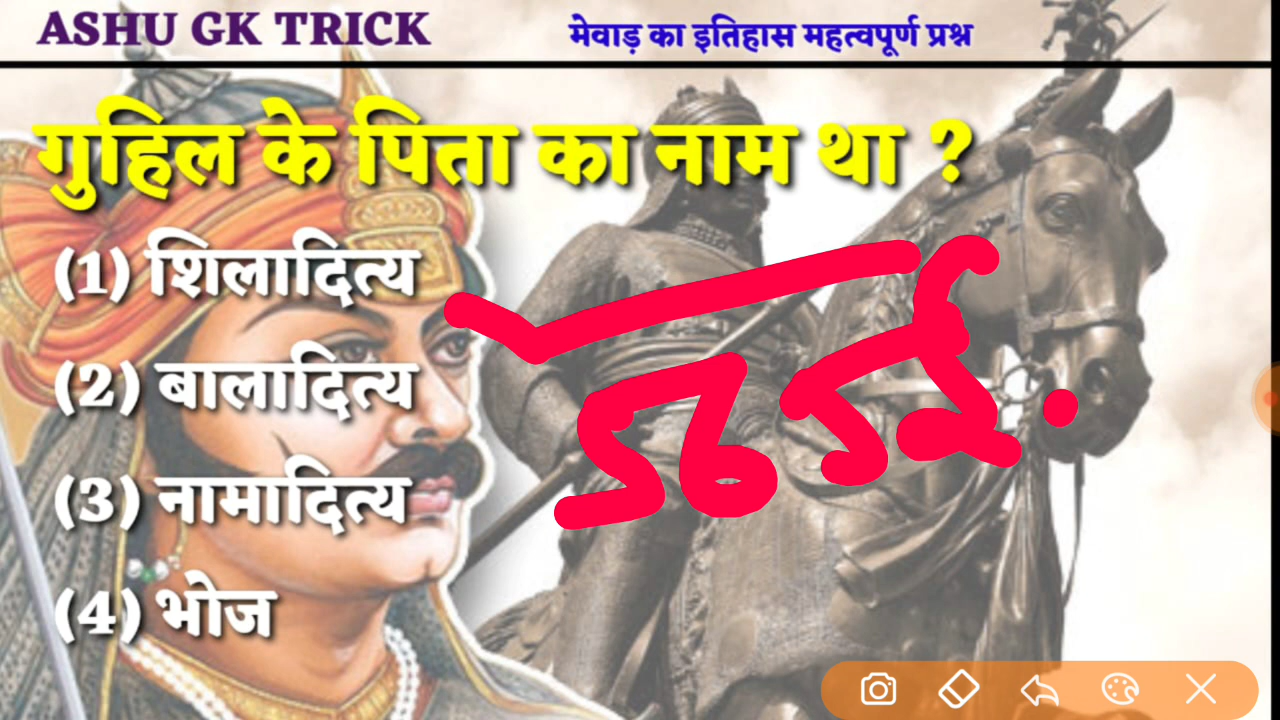 ASHU GK TRICK मेवाड़ का इतिहास महत्वपूर्ण प्रश्न
गुहिल के पिता का नाम था ?
(1) शिलादित्य
(2) बालादित्य
(3) नामादित्य
(4) भोज